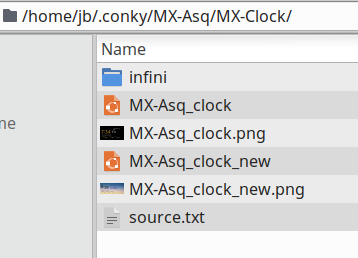 /home/jb/.conky/MX-Asq/MX-Clock/
Name
infini
me
MX-Asq_clock
MX-Asq_clock.png
MX-Asq_clock_new
MX-Asq_clock_new.png
source.txt